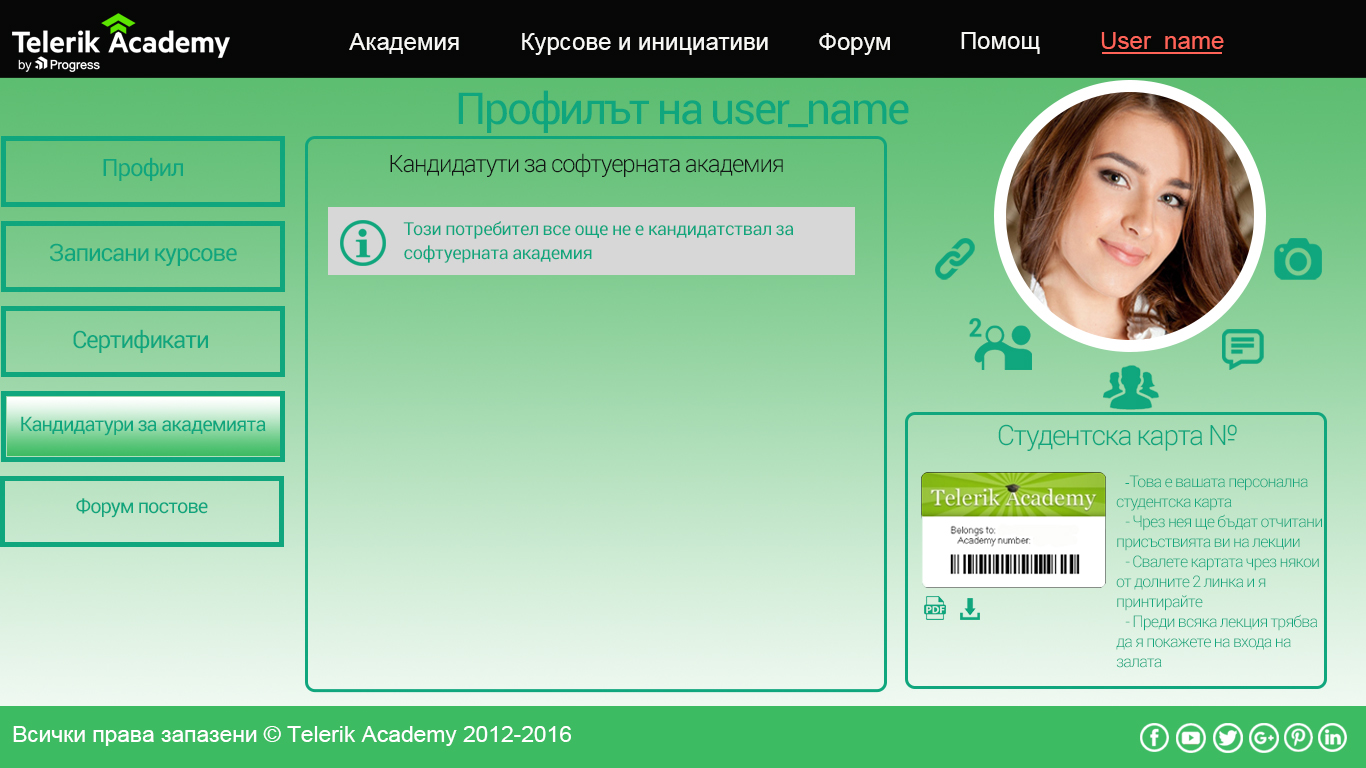 Telerik Academy
by Progress
Академия
Курсове и инициативи
Форум
Помощ
User_name
Профилът на user_name
Профил
Записани курсове
Сертификати
Кандидатури за академията
Форум постове
Кандидатути за софтуерната академия
Този потребител все още не е кандидатствал за
софтуерната академия
2
Студентска карта №
Telerik Academy
Belongs to:
Academy number:
PDF
-Това е вашата персонална
студентска карта
- Чрез нея ще бъдат отчитани
присъствията ви на лекции
- Свалете картата чрез някои
от долните 2 линка и я
принтирайте
- Преди всяка лекция трябва
да я покажете на входа на
залата
Всички права запазени © Telerik Academy 2012-2016